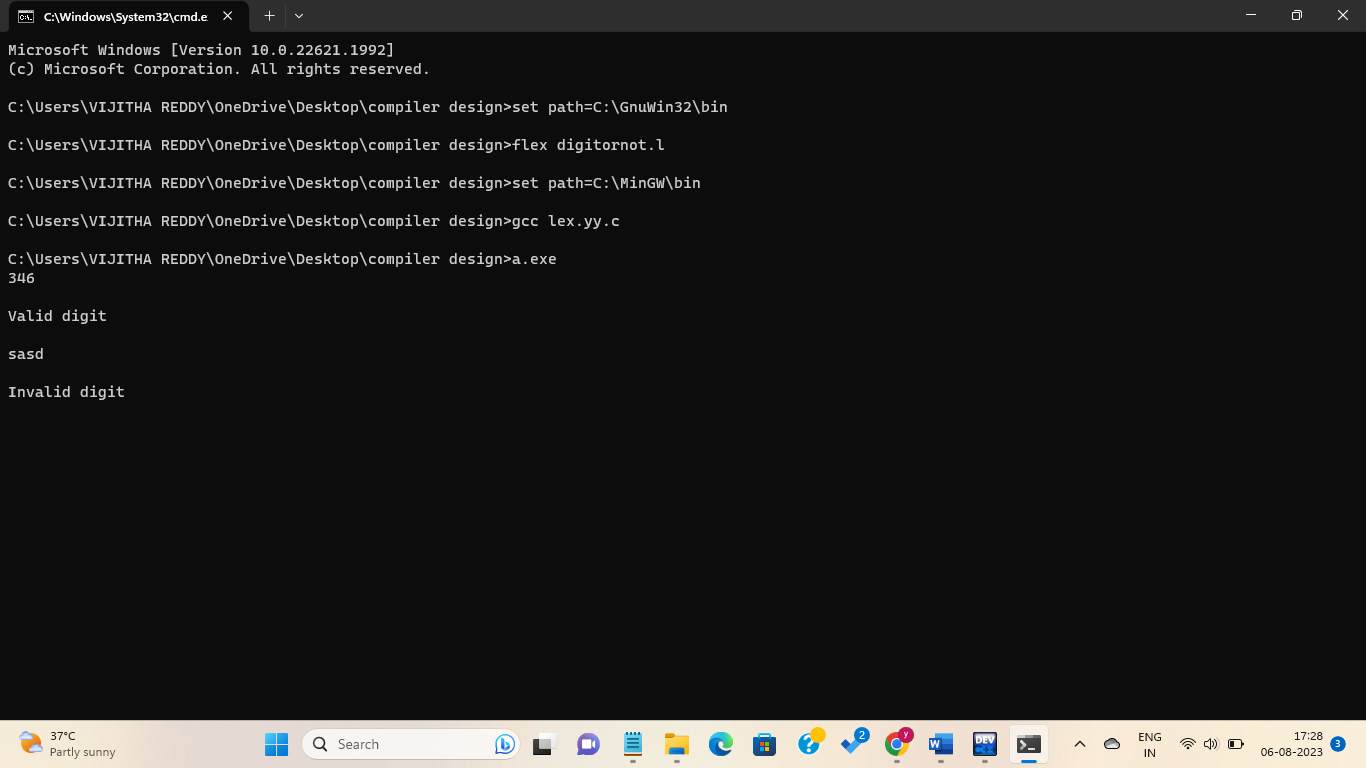 C:\Windows\System32\cmd.e
Microsoft Windows [Version 10.0.22621.1992]
(c) Microsoft Corporation. All rights reserved.
C:\Users\VIJITHA REDDY\OneDrive\Desktop\compiler design>set path=C:\GnuWin32\bin
C:\Users\VIJITHA REDDY\OneDrive\Desktop\compiler design>flex digitornot.l
C:\Users\VIJITHA REDDY\OneDrive\Desktop\compiler design>set path=C:\MinGW\bin
C:\Users\VIJITHA REDDY\OneDrive\Desktop\compiler design>gcc lex.yy.c
C:\Users\VIJITHA REDDY\OneDrive\Desktop\compiler design>a.exe
346
Valid digit
sasd
Invalid digit
37°C
Partly sunny
Search
2
y
W
DEV
ENG
IN
17:28
06-08-2023
3